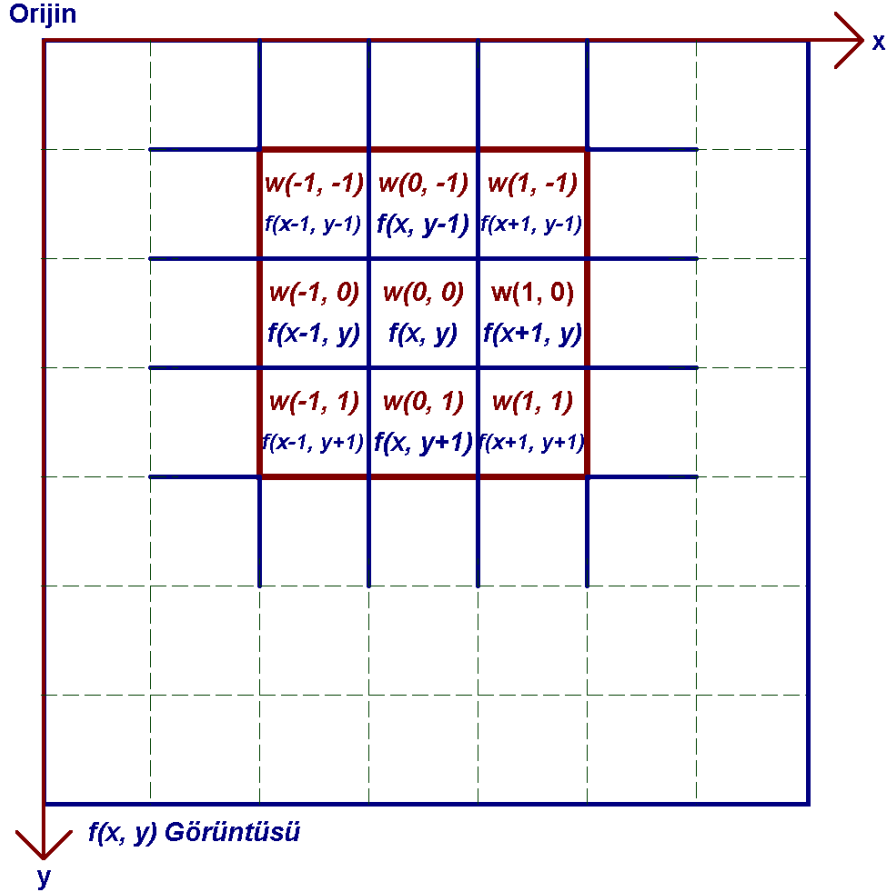 Orijin
x
w(-1, -1) w(0, -1) w(1, -1)
f(x-1, y-1) f(x, y-1) f(x+1, y-1)
w(-1, 0) w(0, 0) w(1, 0)
f(x-1, y) f(x, y) f(x+1, y)
w(-1, 1) w(0, 1) w(1, 1)
f(x-1, y+1) f(x, y+1) f(x+1, y+1)
f(x, y) Görüntüsü
y